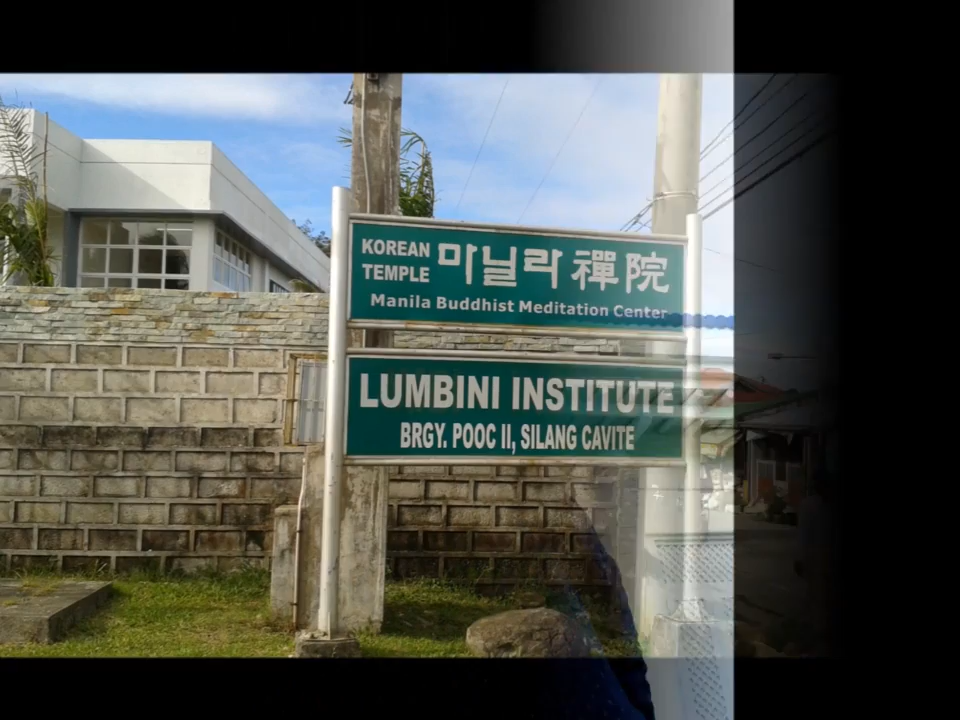 KOREAN TEMPLE 마닐라 禪院
Manila Buddhist Meditation Center
LUMBINI INSTITUTE
BRGY. POOC II, SILANG CAVITE